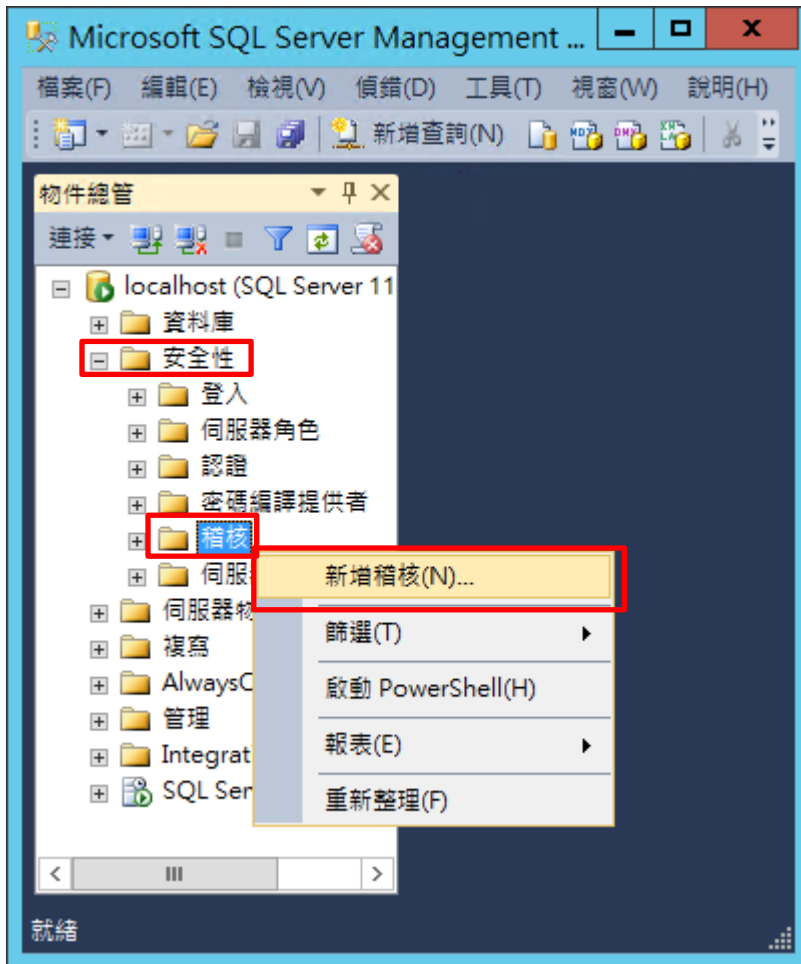 Microsoft SQL Server Management ...
檔案(F) 編輯(E) 檢視(V) 偵錯(D) 工具(T) 視窗(W) 說明(H)
新增查詢(N)
物件總管
連接
localhost (SQL Server 11
資料庫
安全性
登入
伺服器角色
認證
密碼編譯提供者
稽核
新增稽核(N)...
伺服
伺服器物
篩選(T)
複寫
Always
啟動 PowerShell(H)
管理
報表(E)
Integrat
SQL Ser
重新整理(F)
就緒